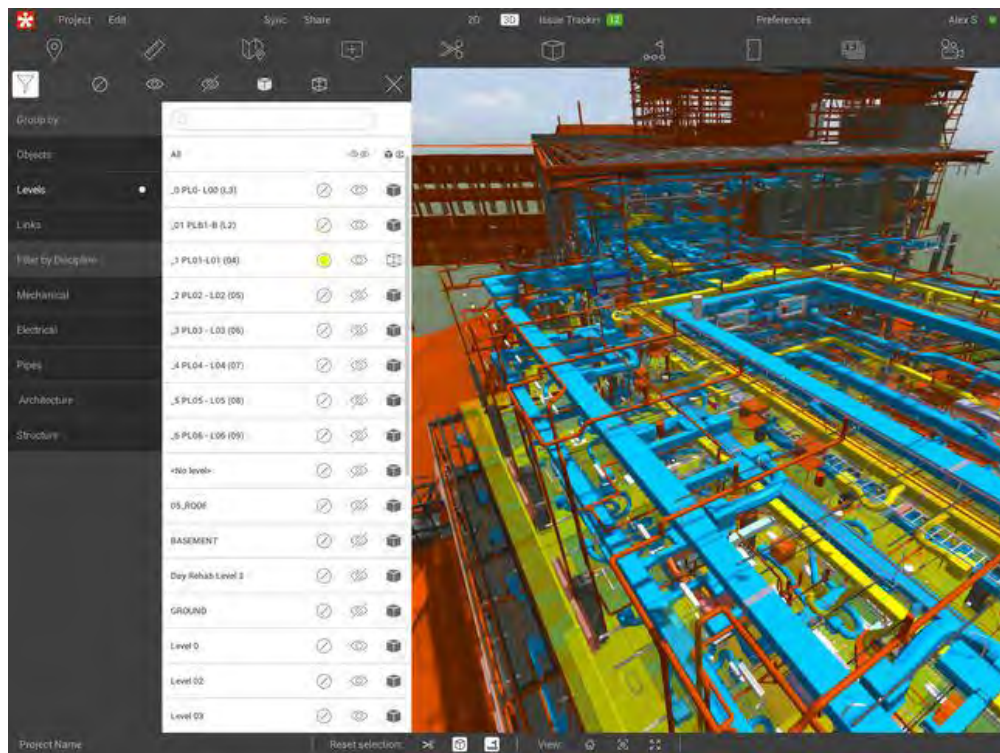 Project Edit Sync Share 2D 3D Issue Tracker 12 Preferences Alex S
Group by
Objects
All
Levels
_0 PL0- L00 (L3)
Links
_01 PLB1-B (L2)
Filter by Discipline
_1 PL01-L01 (04)
Mechanical
_2 PL02 - L02 (05)
Electrical
_3 PL03 - L03 (06)
Pipes
_4 PL04 - L04 (07)
Architecture
_5 PL05 - L05 (08)
Structure
_6 PL06 - L06 (09)
<No level>
05_ROOF
BASEMENT
Day Rehab Level 3
GROUND
Level 0
Level 02
Level 03
Project Name Reset selection: View: